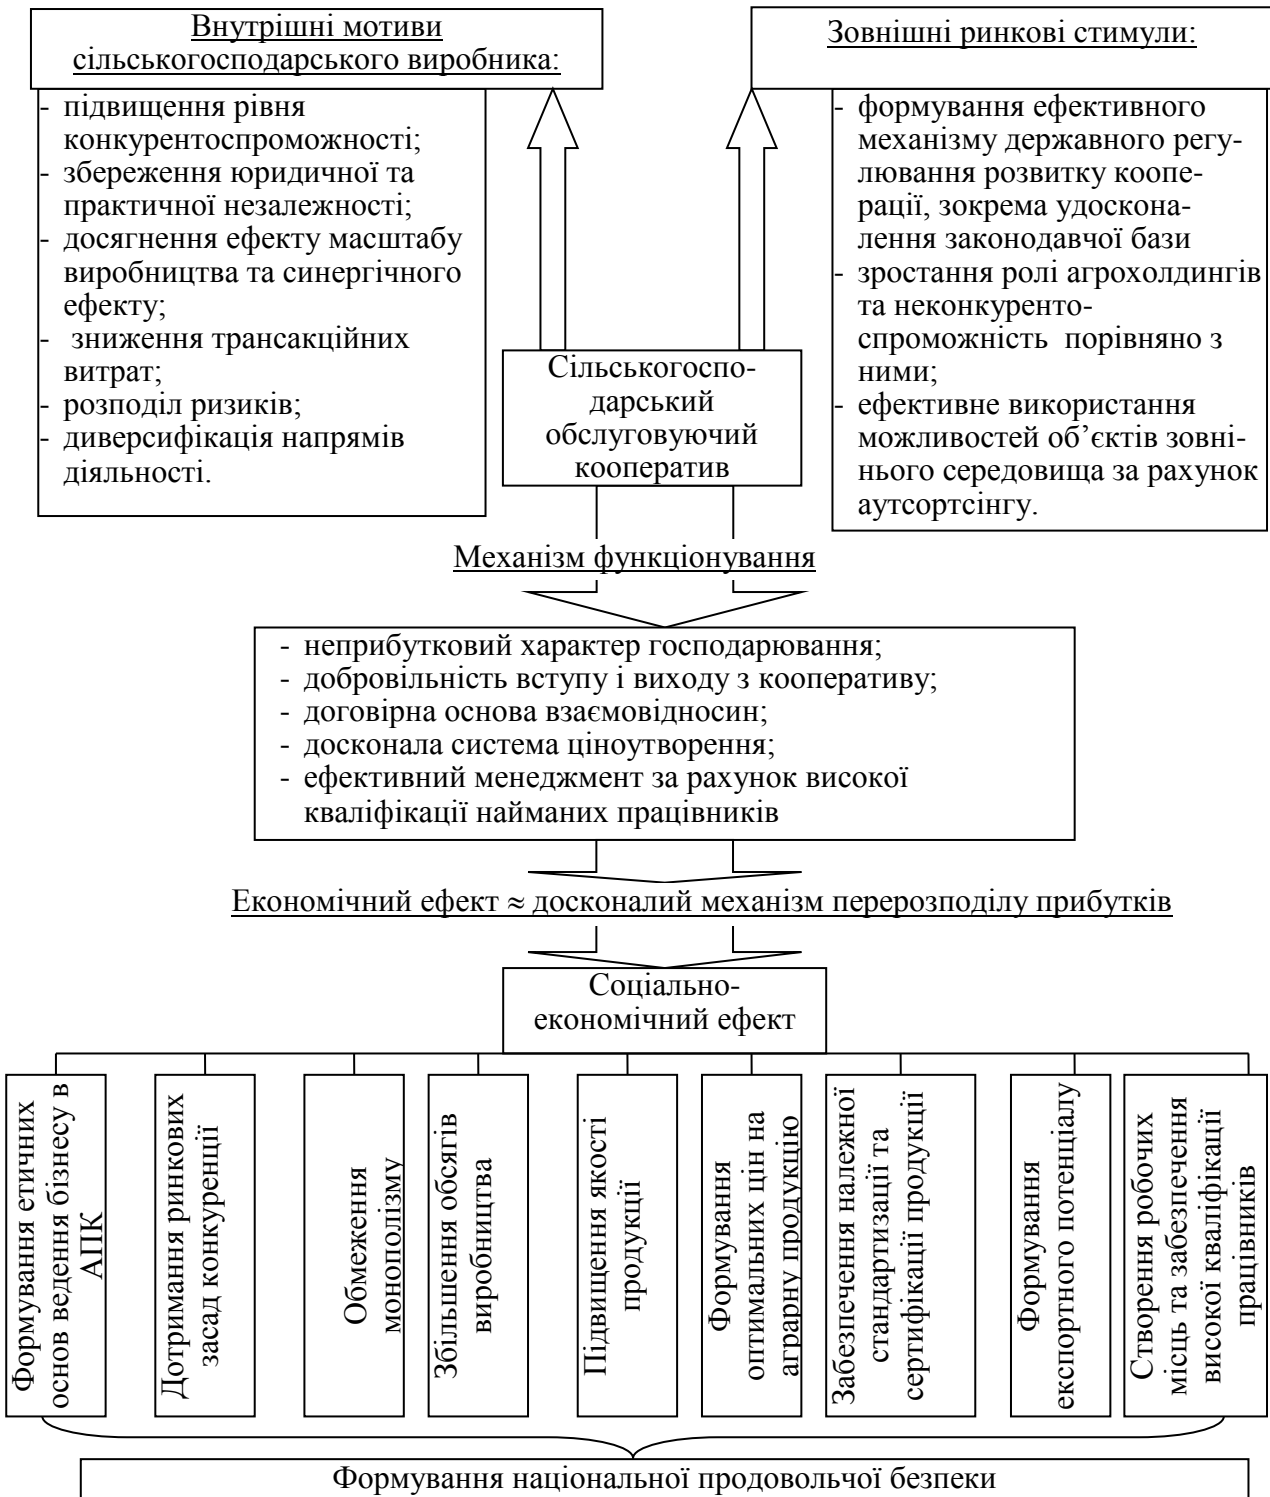 Внутрішні мотиви
сільськогосподарського виробника:
- підвищення рівня
конкурентоспроможності;
- збереження юридичної та
практичної незалежності;
- досягнення ефекту масштабу
виробництва та синергічного
ефекту;
- зниження трансакційних
витрат;
- розподіл ризиків;
- диверсифікація напрямів
діяльності.
Зовнішні ринкові стимули:
- формування ефективного
механізму державного регу-
лювання розвитку коопе-
рації, зокрема удоскона-
лення законодавчої бази
- зростання ролі агрохолдингів
та неконкуренто-
спроможність порівняно з
ними;
- ефективне використання
можливостей об’єктів зовні-
нього середовища за рахунок
аутсортсінгу.
Сільськогоспо-
дарський
обслуговуючий
кооператив
Механізм функціонування
- неприбутковий характер господарювання;
- добровільність вступу і виходу з кооперативу;
- договірна основа взаємовідносин;
- досконала система ціноутворення;
- ефективний менеджмент за рахунок високої
кваліфікації найманих працівників
Економічний ефект ≈ досконалий механізм перерозподілу прибутків
Соціально-
економічний ефект
Формування етичних
основ ведення бізнесу в
АПК
Дотримання ринкових
засад конкуренції
Обмеження
монополізму
Збільшення обсягів
виробництва
Підвищення якості
продукції
Формування
оптимальних цін на
аграрну продукцію
Забезпечення належної
стандартизації та
сертифікації продукції
Формування
експортного потенціалу
Створення робочих
місць та забезпечення
високої кваліфікації
працівників
Формування національної продовольчої безпеки